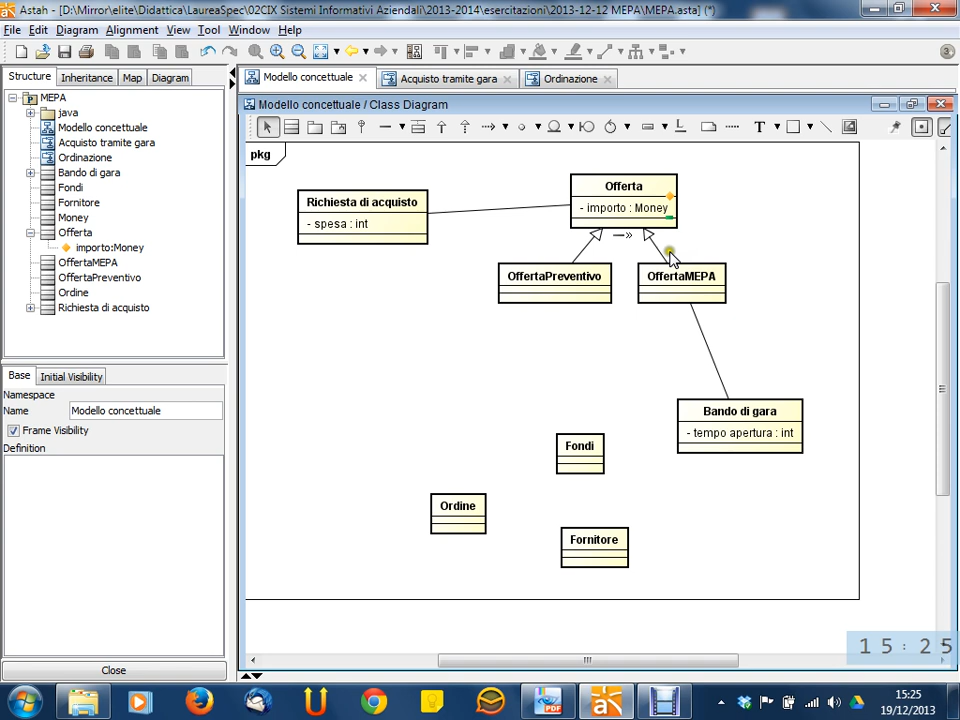 Astah - [D:\Mirror\elite\Didattica\LaureaSpec\02CIX Sistemi Informativi Aziendali\2013-2014\esercitazioni\2013-12-12 MEPA\MEPA.asta] (*)
File Edit Diagram Alignment View Tool Window Help
3
Structure Inheritance Map Diagram
Modello concettuale Acquisto tramite gara Ordinazione
MEPA
java
Modello concettuale
Acquisto tramite gara
Ordinazione
Bando di gara
Fondi
Fornitore
Money
Offerta
importo:Money
OffertaMEPA
OffertaPreventivo
Ordine
Richiesta di acquisto
Base Initial Visibility
Namespace
Name Modello concettuale
Frame Visibility
Definition
Close
Modello concettuale / Class Diagram
T
pkg
Richiesta di acquisto
- spesa : int
Offerta
- importo : Money
OffertaPreventivo
OffertaMEPA
Bando di gara
- tempo apertura : int
Fondi
Ordine
Fornitore
15:25
PDF
15:25
19/12/2013